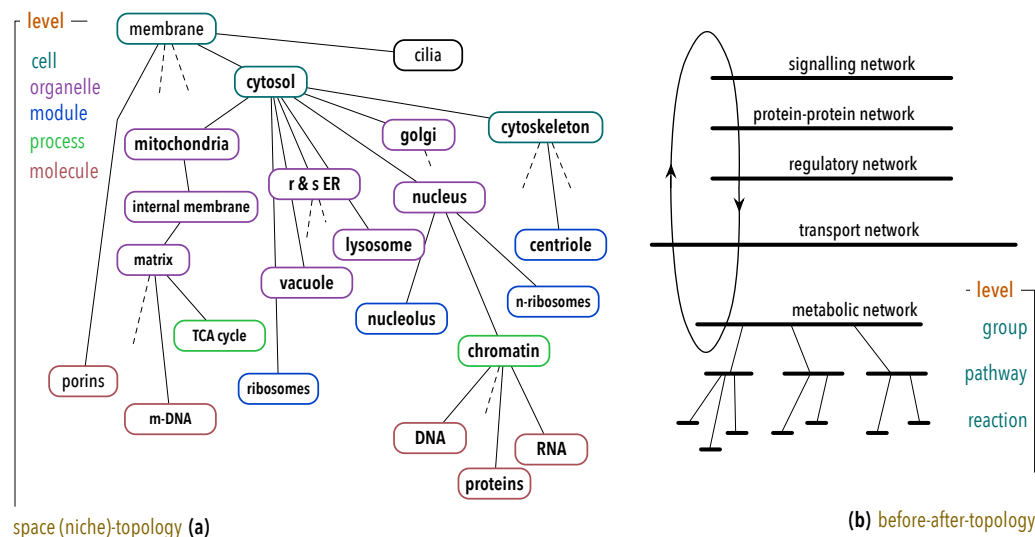 level
membrane
cilia
cell
organelle
module
process
molecule
cytosol
mitochondria
golgi
cytoskeleton
r & s ER
nucleus
internal membrane
lysosome
centriole
matrix
vacuole
n-ribosomes
nucleolus
TCA cycle
chromatin
porins
ribosomes
m-DNA
DNA
RNA
proteins
space (niche)-topology (a)
signalling network
protein-protein network
regulatory network
transport network
level
metabolic network
group
pathway
reaction
(b) before-after-topology